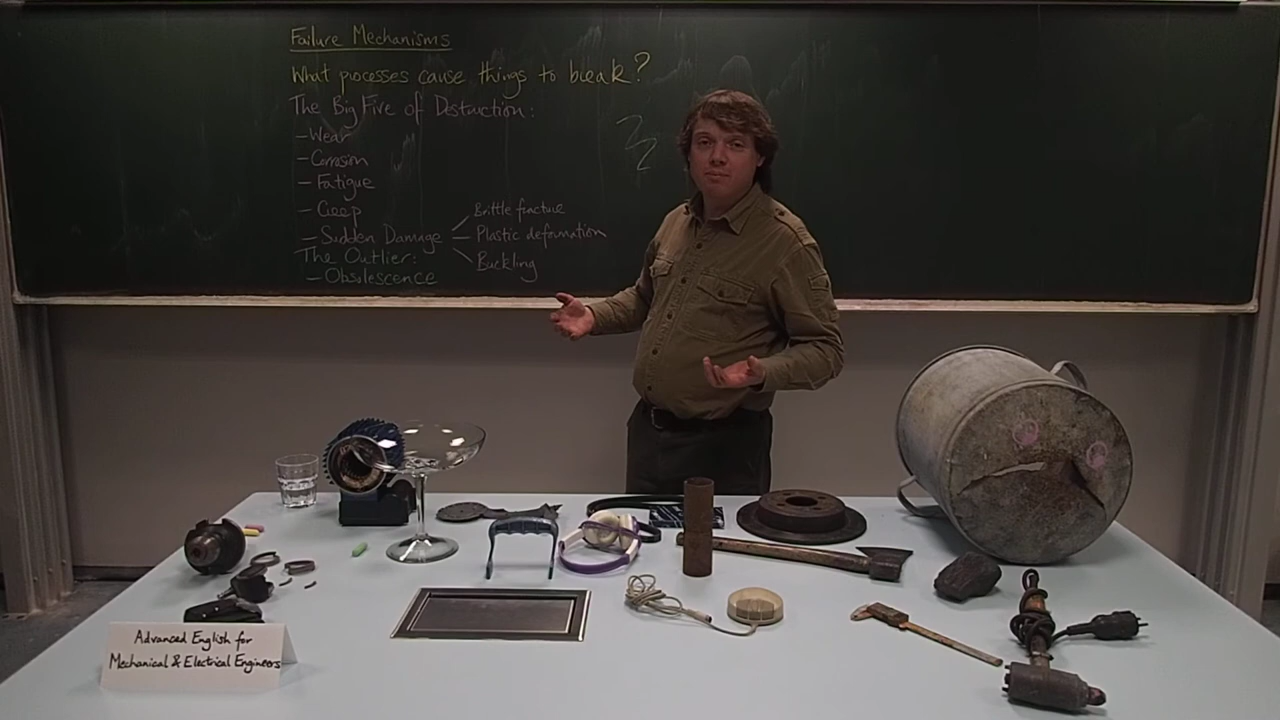 Failure Mechanisms
What processes cause things to break?
The Big Five of Destruction:
– Wear
– Corrosion
– Fatigue
– Creep
– Sudden Damage
Brittle fracture
Plastic deformation
Buckling
The Outlier:
– Obsolescence
Advanced English for
Mechanical & Electrical Engineers